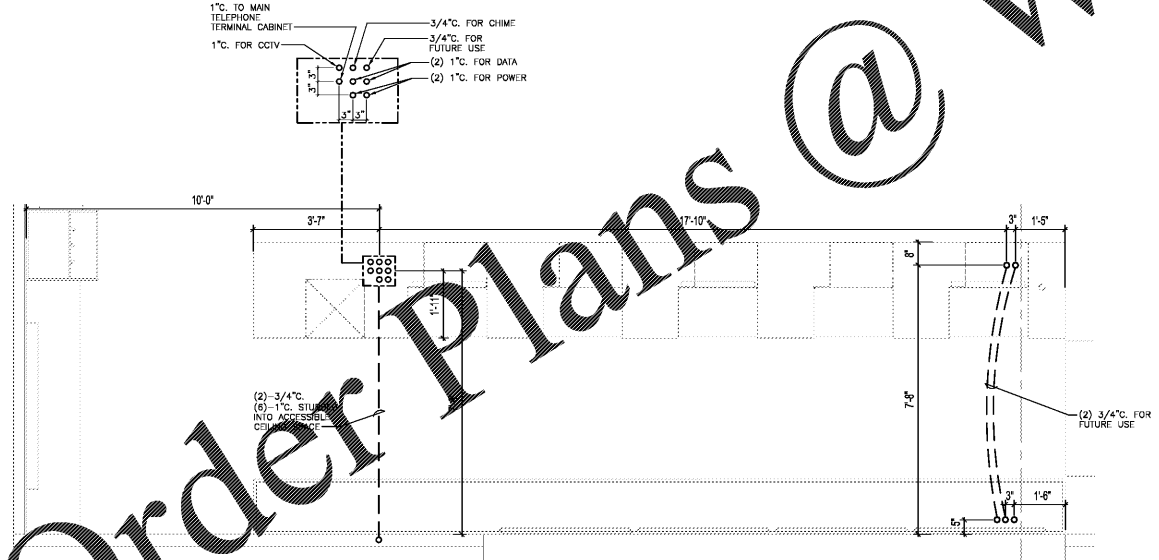 1"C. TO MAIN
TELEPHONE
TERMINAL CABINET
1"C. FOR CCTV
3/4"C. FOR CHIME
3/4"C. FOR
FUTURE USE
(2) 1"C. FOR DATA
(2) 1"C. FOR POWER
3"
3"
3"
3"
10'-0"
3'-7"
17'-10"
3"
1'-5"
8"
1'-11"
7'-8"
(2)-3/4"C.
(6)-1"C. STUBBED
INTO ACCESSIBLE
CEILING SPACE
(2) 3/4"C. FOR
FUTURE USE
3"
1'-6"
5"
Order Plans @ W